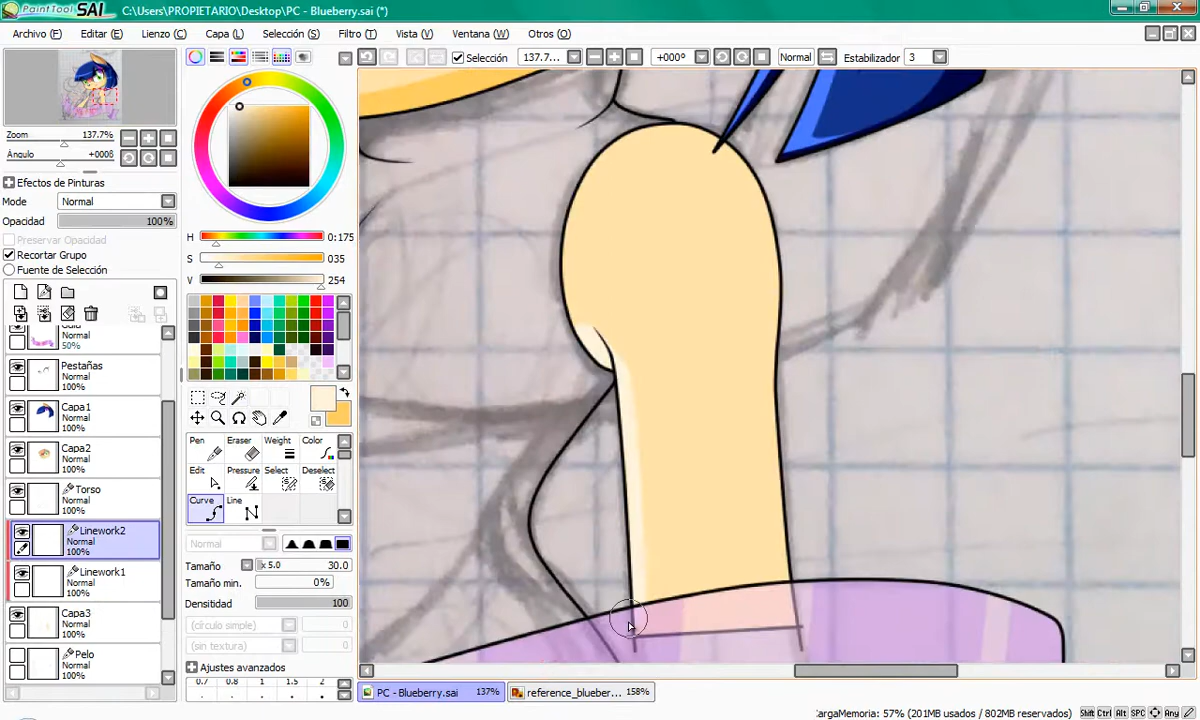 PaintTool SAI C:\Users\PROPIETARIO\Desktop\PC - Blueberry.sai (*)
Archivo (F) Editar (E) Lienzo (C) Capa (L) Selección (S) Filtro (T) Vista (V) Ventana (W) Otros (O)
Selección 137.7... +000º Normal Estabilizador 3
Zoom 137.7%
Ángulo +000º
Efectos de Pinturas
Modo Normal
Opacidad 100%
Preservar Opacidad
Recortar Grupo
Fuente de Selección
Normal
50%
Pestañas
Normal
100%
Capa1
Normal
100%
Capa2
Normal
100%
Torso
Normal
100%
Linework2
Normal
100%
Linework1
Normal
100%
Capa3
Normal
100%
Pelo
Normal
100%
H 0:175
S 035
V 254
Pen Eraser Weight Color
Edit Pressure Select Deselect
Curve Line
Normal
Tamaño x 5.0 30.0
Tamaño min. 0%
Densidad 100
(círculo simple) 0
(sin textura) 0
Ajustes avanzados
0.7 0.8 1 1.5 2
PC - Blueberry.sai 137% reference_blueber... 158%
CargaMemoria: 57% (201MB usados / 802MB reservados) Shift Ctrl Alt SPC Any